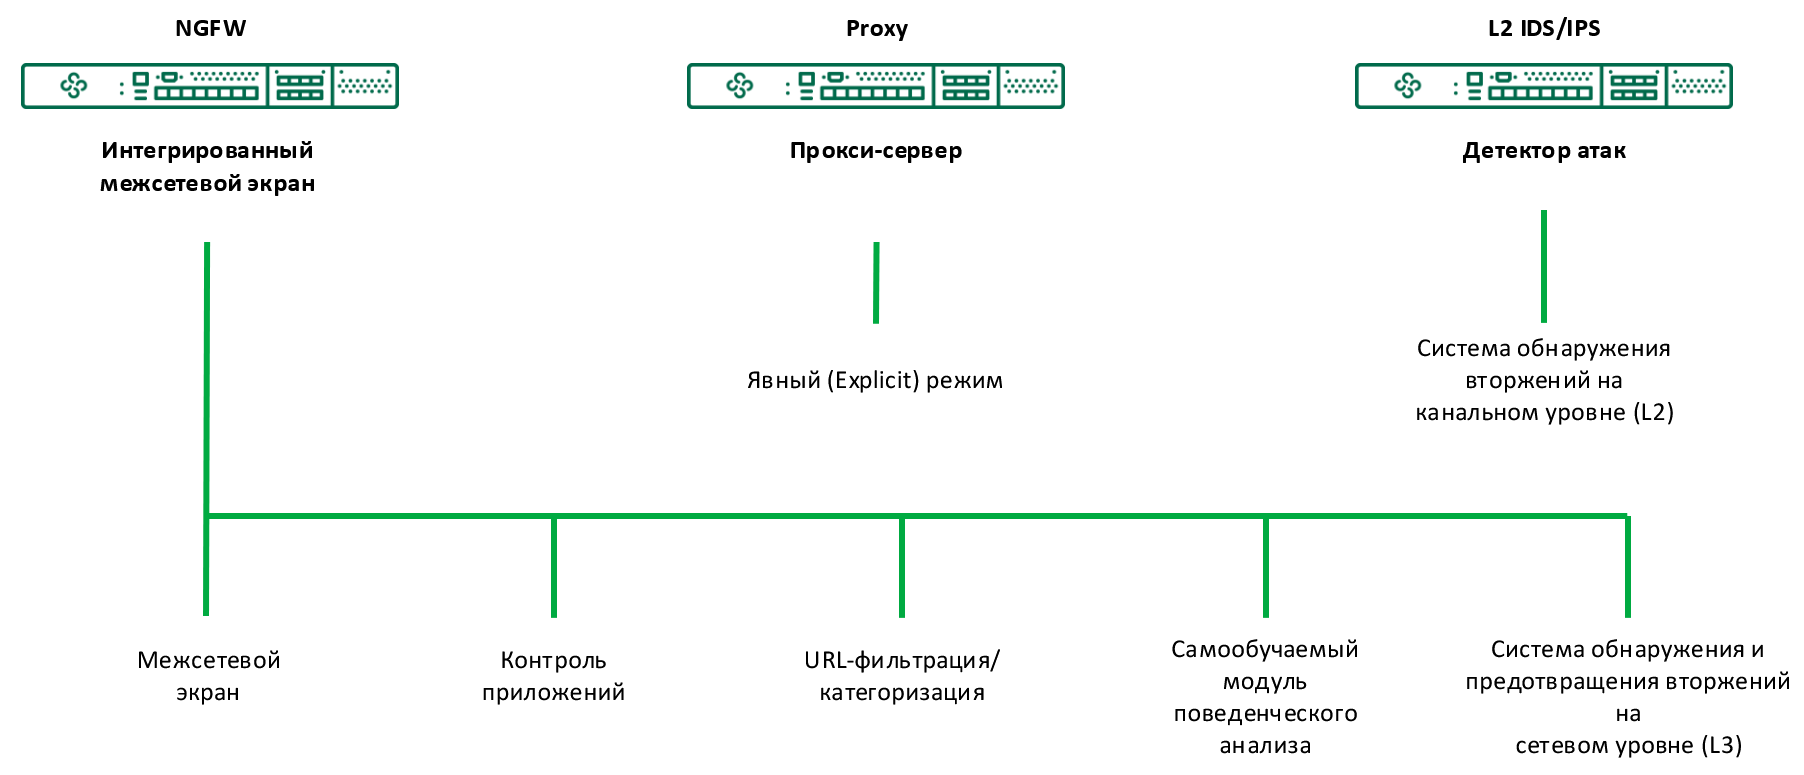 NGFW
Proxy
L2 IDS/IPS
Интегрированный
межсетевой экран
Прокси-сервер
Детектор атак
Явный (Explicit) режим
Система обнаружения
вторжений на
канальном уровне (L2)
Межсетевой
экран
Контроль
приложений
URL-фильтрация/
категоризация
Самообучаемый
модуль
поведенческого
анализа
Система обнаружения и
предотвращения вторжений
на
сетевом уровне (L3)